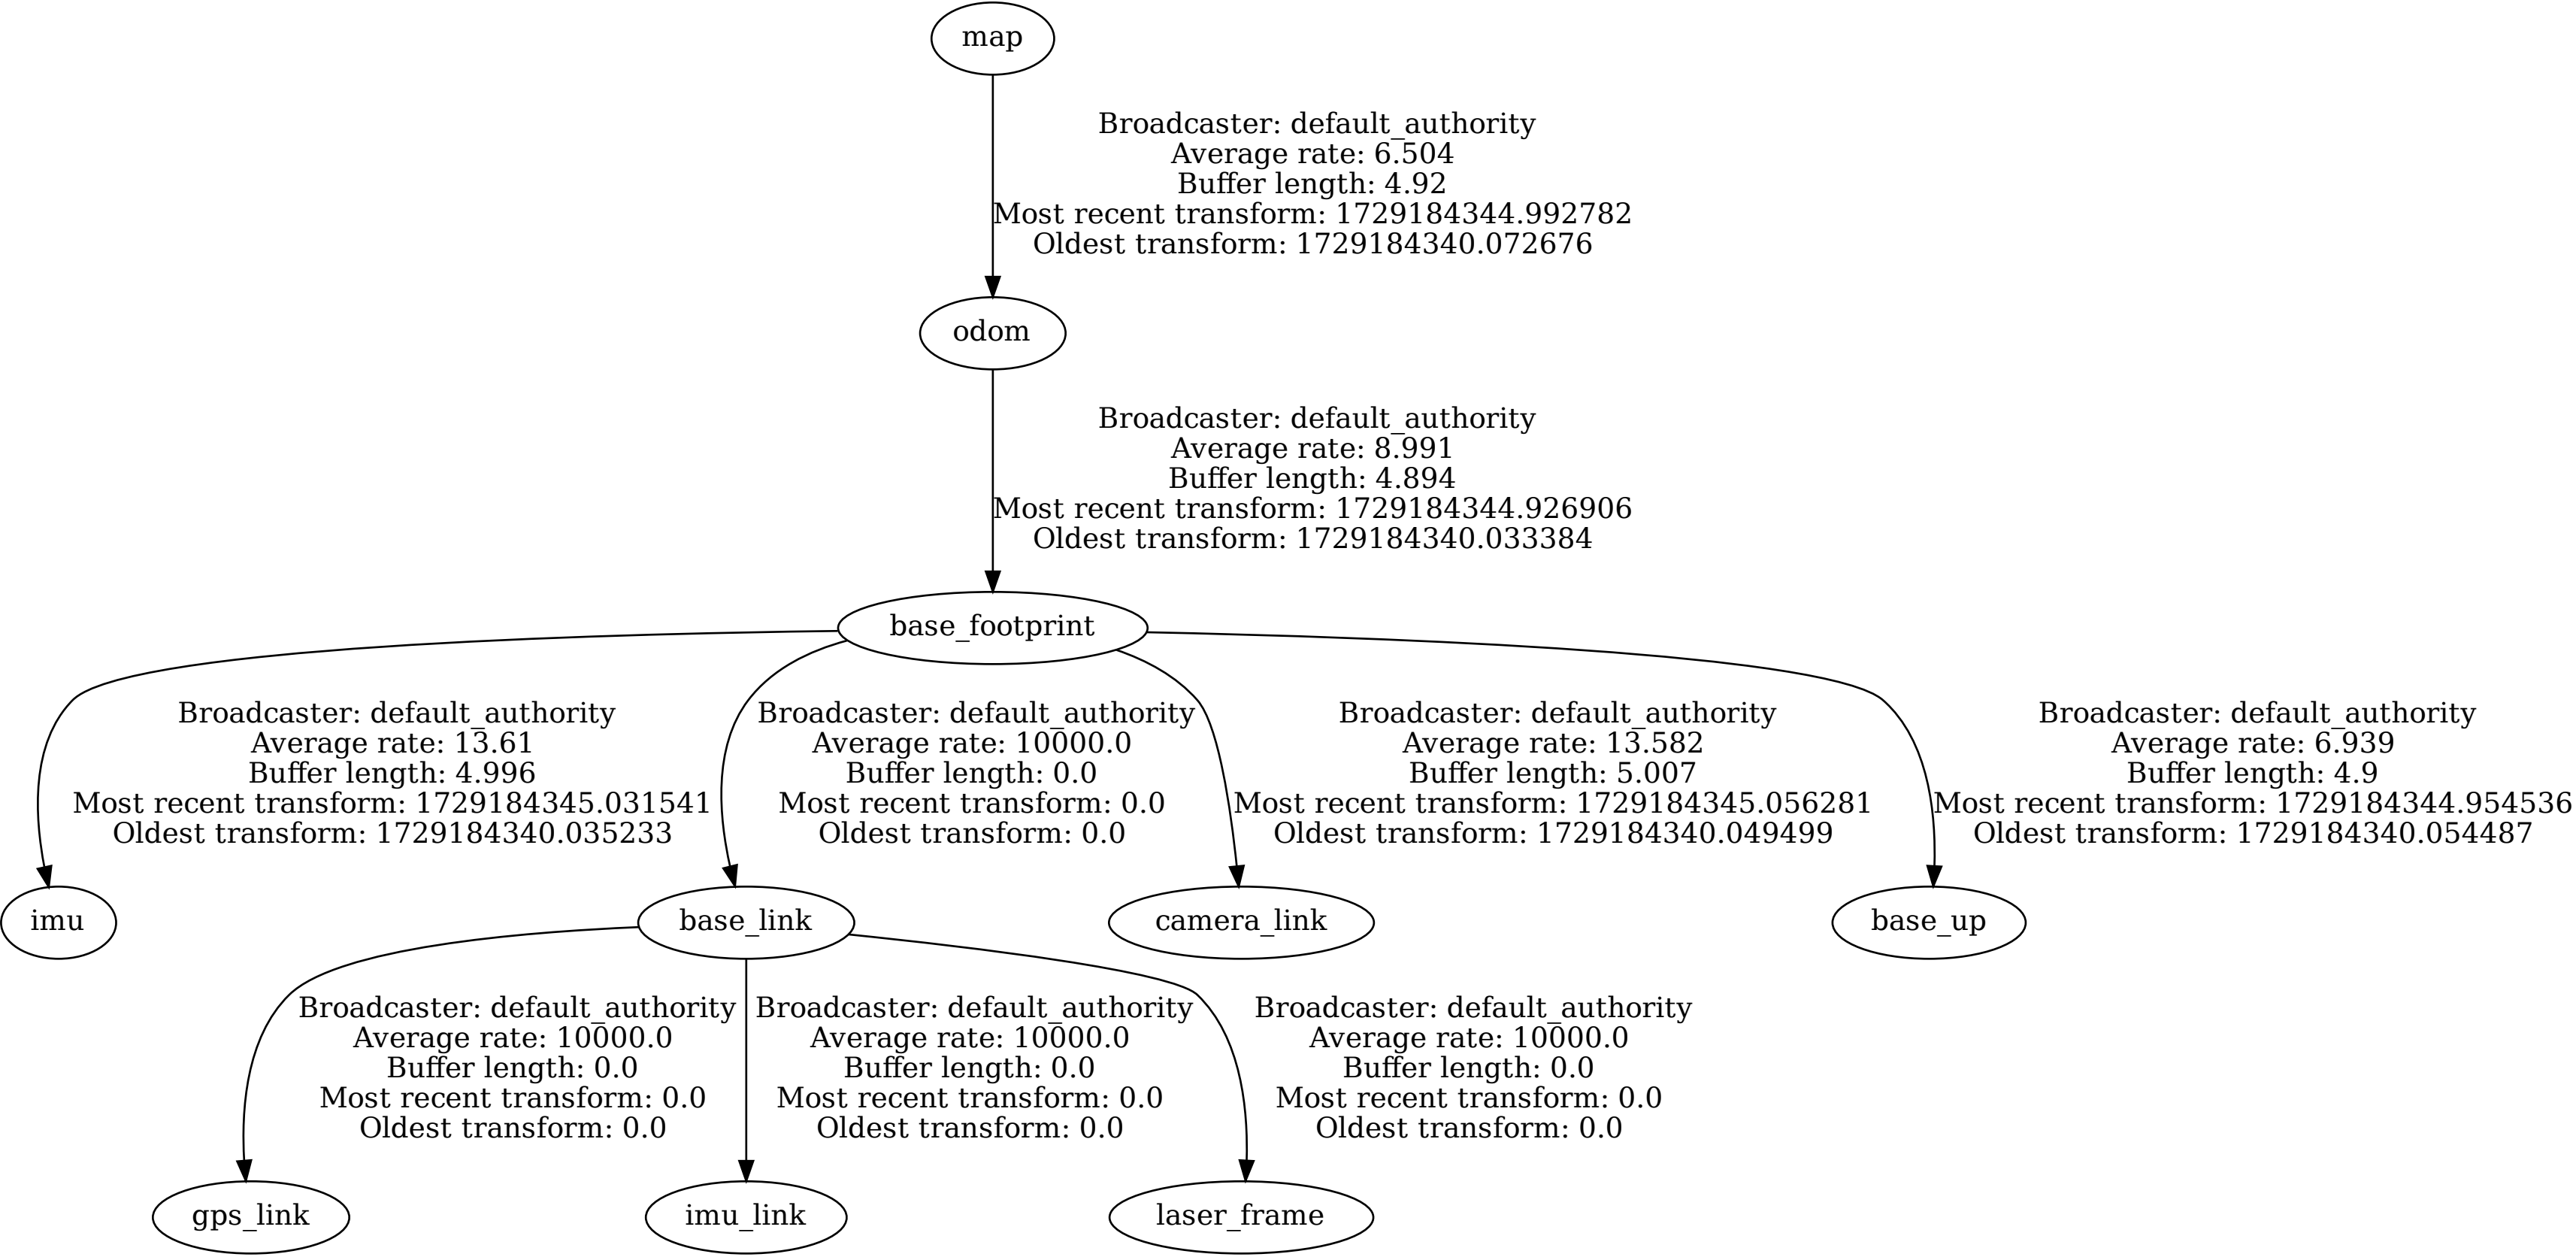 map
Broadcaster: default_authority
Average rate: 6.504
Buffer length: 4.92
Most recent transform: 1729184344.992782
Oldest transform: 1729184340.072676
odom
Broadcaster: default_authority
Average rate: 8.991
Buffer length: 4.894
Most recent transform: 1729184344.926906
Oldest transform: 1729184340.033384
base_footprint
Broadcaster: default_authority
Average rate: 13.61
Buffer length: 4.996
Most recent transform: 1729184345.031541
Oldest transform: 1729184340.035233
Broadcaster: default_authority
Average rate: 10000.0
Buffer length: 0.0
Most recent transform: 0.0
Oldest transform: 0.0
Broadcaster: default_authority
Average rate: 13.582
Buffer length: 5.007
Most recent transform: 1729184345.056281
Oldest transform: 1729184340.049499
Broadcaster: default_authority
Average rate: 6.939
Buffer length: 4.9
Most recent transform: 1729184344.954536
Oldest transform: 1729184340.054487
imu
base_link
camera_link
base_up
Broadcaster: default_authority
Average rate: 10000.0
Buffer length: 0.0
Most recent transform: 0.0
Oldest transform: 0.0
Broadcaster: default_authority
Average rate: 10000.0
Buffer length: 0.0
Most recent transform: 0.0
Oldest transform: 0.0
Broadcaster: default_authority
Average rate: 10000.0
Buffer length: 0.0
Most recent transform: 0.0
Oldest transform: 0.0
gps_link
imu_link
laser_frame